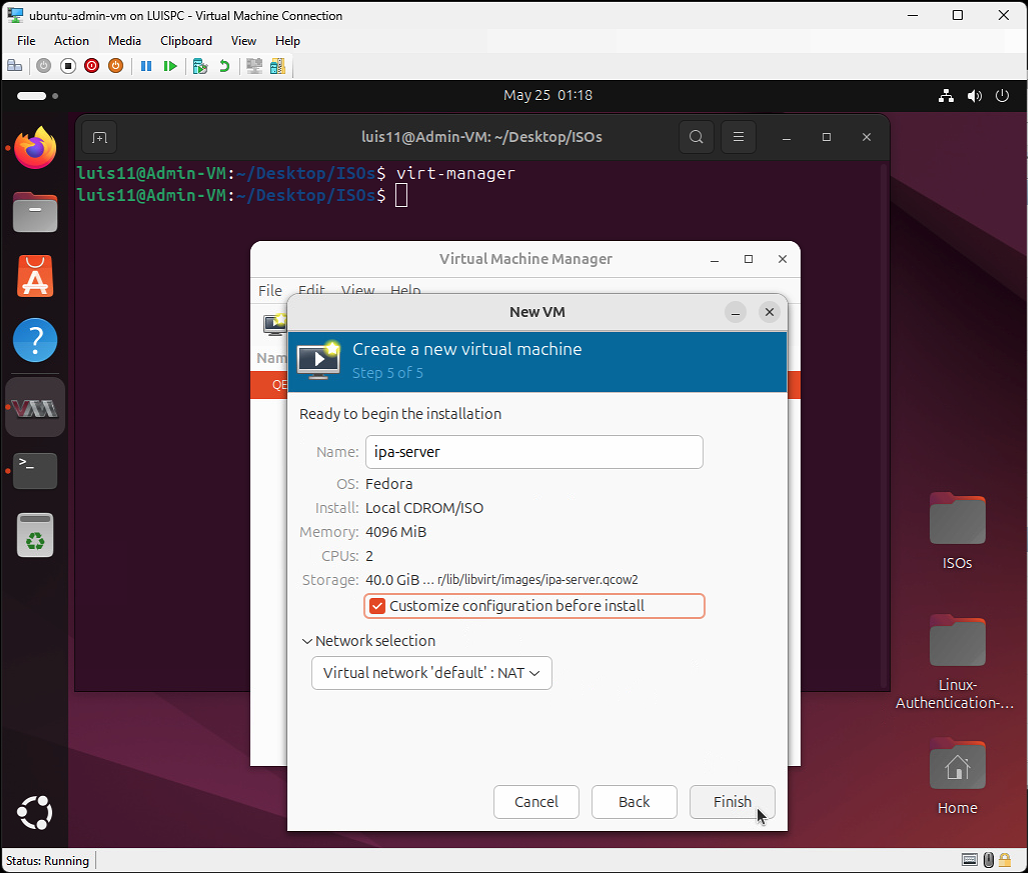 ubuntu-admin-vm on LUISPC - Virtual Machine Connection
File Action Media Clipboard View Help
May 25 01:18
luis11@Admin-VM: ~/Desktop/ISOs
luis11@Admin-VM:~/Desktop/ISOs$ virt-manager
luis11@Admin-VM:~/Desktop/ISOs$
Virtual Machine Manager
File Edit View Help
New VM
Create a new virtual machine
Step 5 of 5
Nam
QE
Ready to begin the installation
Name: ipa-server
OS: Fedora
Install: Local CDROM/ISO
Memory: 4096 MiB
CPUs: 2
Storage: 40.0 GiB ... r/lib/libvirt/images/ipa-server.qcow2
Customize configuration before install
Network selection
Virtual network 'default' : NAT
Cancel Back Finish
ISOs
Linux-
Authentication-...
Home
Status: Running